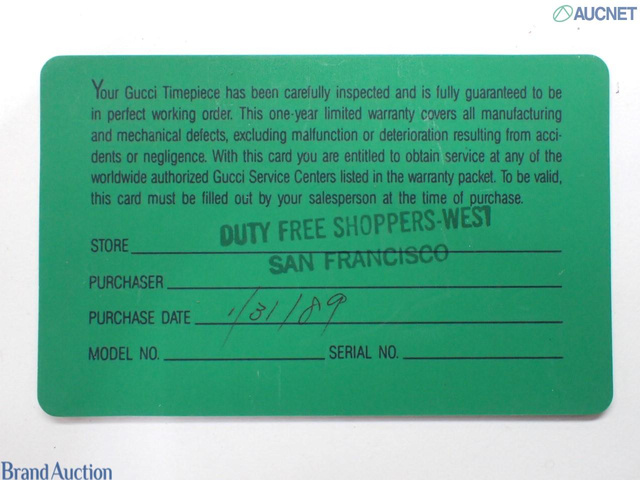 AUCNET
Your Gucci Timepiece has been carefully inspected and is fully guaranteed to be
in perfect working order. This one-year limited warranty covers all manufacturing
and mechanical defects, excluding malfunction or deterioration resulting from acci-
dents or negligence. With this card you are entitled to obtain service at any of the
worldwide authorized Gucci Service Centers listed in the warranty packet. To be valid,
this card must be filled out by your salesperson at the time of purchase.
DUTY FREE SHOPPERS-WEST
STORE
SAN FRANCISCO
PURCHASER
PURCHASE DATE 1/31/89
MODEL NO. SERIAL NO.
Brand Auction